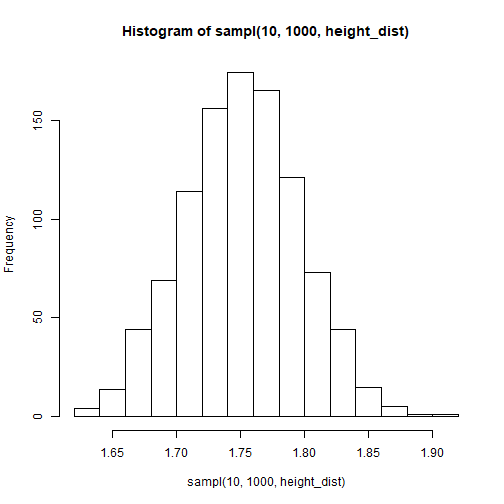 Histogram of sampl(10, 1000, height_dist)
Frequency
150
100
50
0
1.65 1.70 1.75 1.80 1.85 1.90
sampl(10, 1000, height_dist)